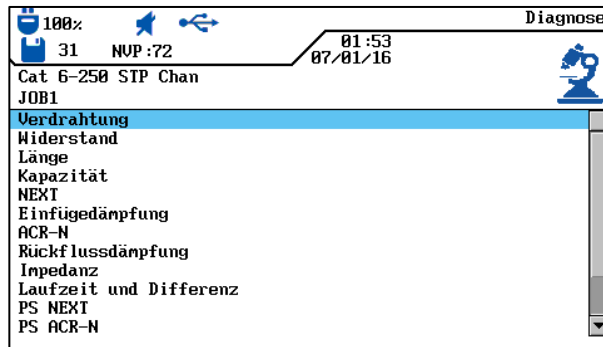 100%
Diagnose
31 NVP:72
01:53
07/01/16
Cat 6-250 STP Chan
JOB1
Verdrahtung
Widerstand
Länge
Kapazität
NEXT
Einfügedämpfung
ACR-N
Rückflussdämpfung
Impedanz
Laufzeit und Differenz
PS NEXT
PS ACR-N